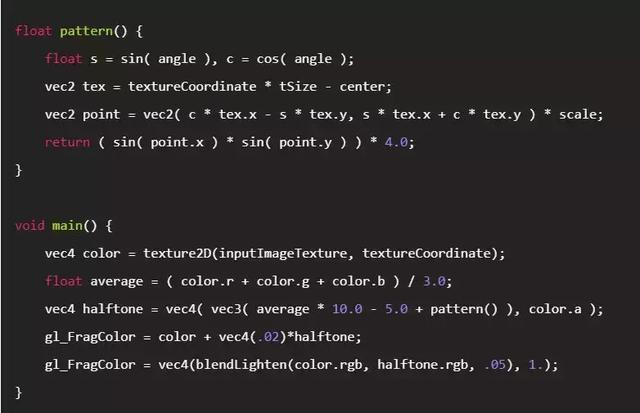 float pattern() {
float s = sin( angle ), c = cos( angle );
vec2 tex = textureCoordinate * tSize - center;
vec2 point = vec2( c * tex.x - s * tex.y, s * tex.x + c * tex.y ) * scale;
return ( sin( point.x ) * sin( point.y ) ) * 4.0;
}
void main() {
vec4 color = texture2D(inputImageTexture, textureCoordinate);
float average = ( color.r + color.g + color.b ) / 3.0;
vec4 halftone = vec4( vec3( average * 10.0 - 5.0 + pattern() ), color.a );
gl_FragColor = color + vec4(.02)*halftone;
gl_FragColor = vec4(blendLighten(color.rgb, halftone.rgb, .05), 1.);
}